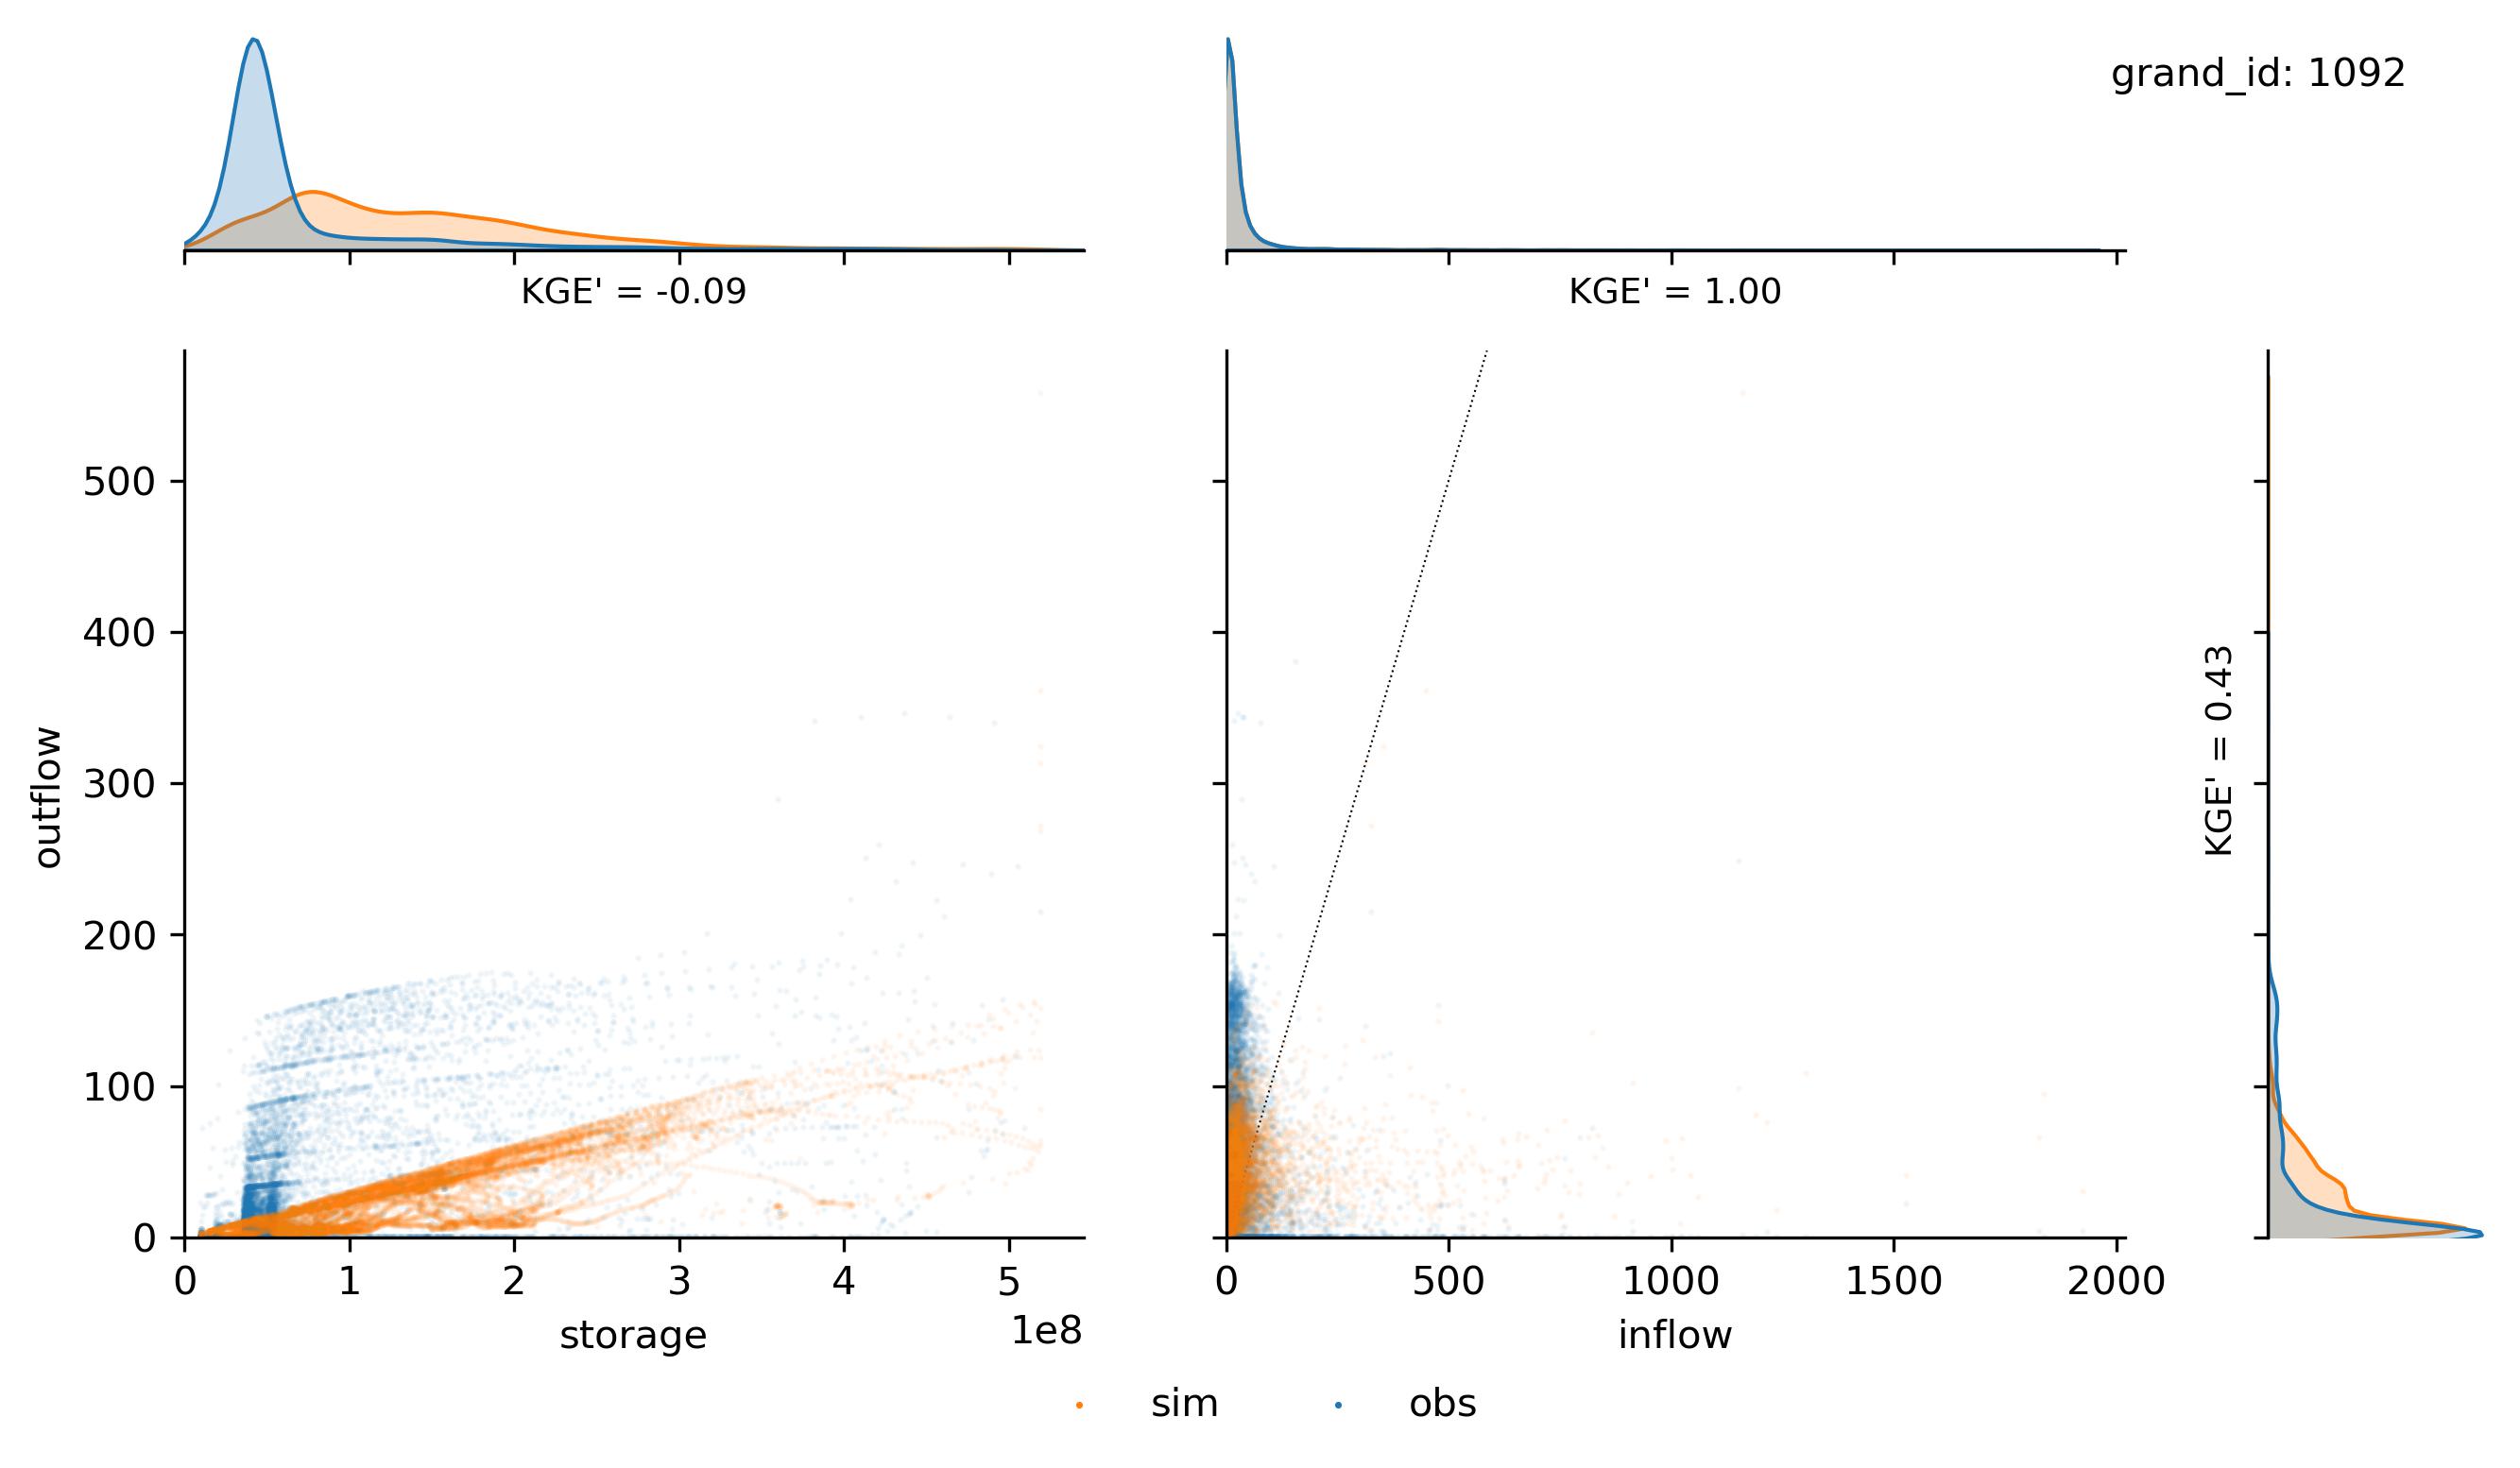 grand_id: 1092
KGE' = -0.09
KGE' = 1.00
outflow
500
400
300
200
100
0
KGE' = 0.43
0 1 2 3 4 5
1e8
storage
0 500 1000 1500 2000
inflow
sim obs